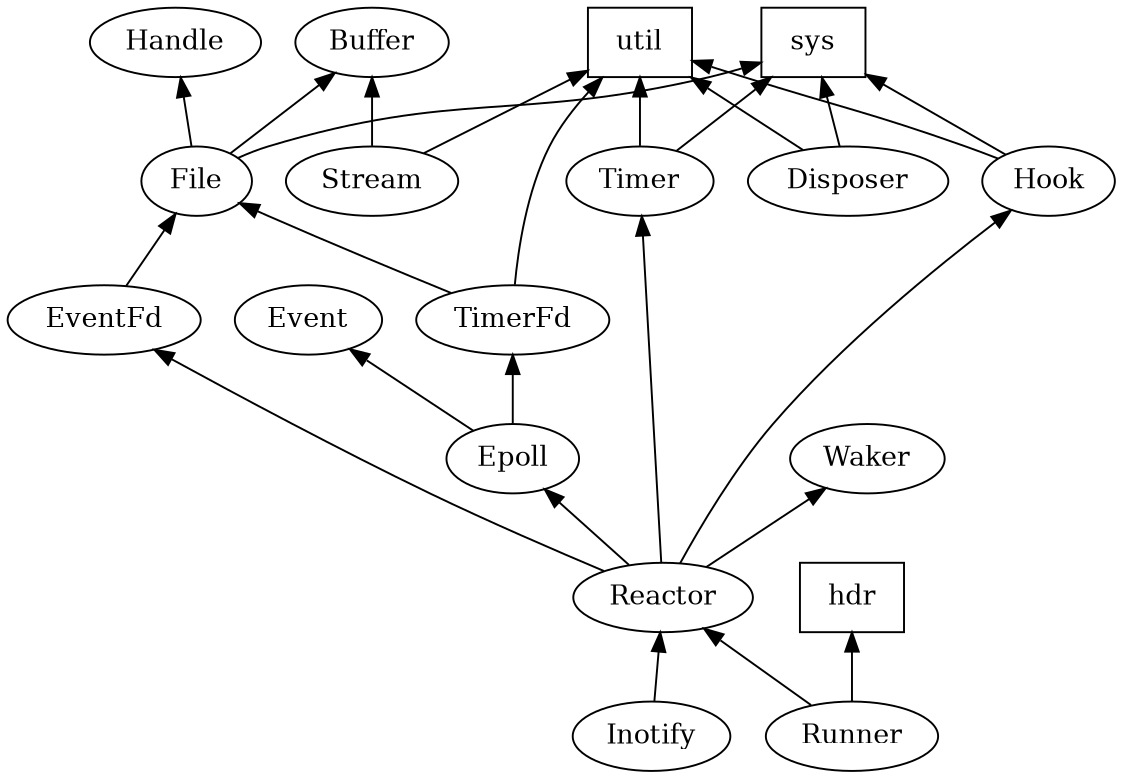 Handle
Buffer
util
sys
File
Stream
Timer
Disposer
Hook
EventFd
Event
TimerFd
Epoll
Waker
Reactor
hdr
Inotify
Runner